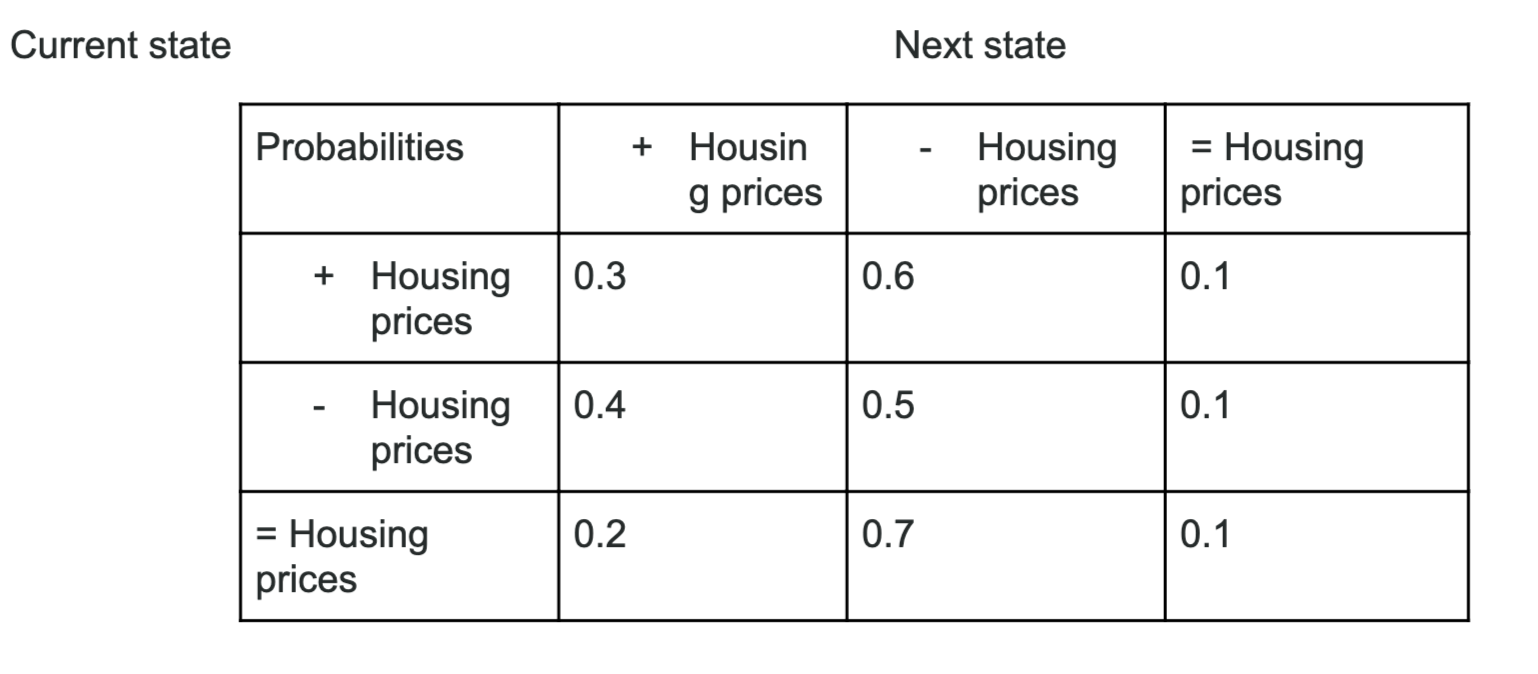 Current state Next state
Probabilities + Housin - Housing = Housing
g prices prices prices
+ Housing 0.3 0.6 0.1
prices
- Housing 0.4 0.5 0.1
prices
= Housing 0.2 0.7 0.1
prices